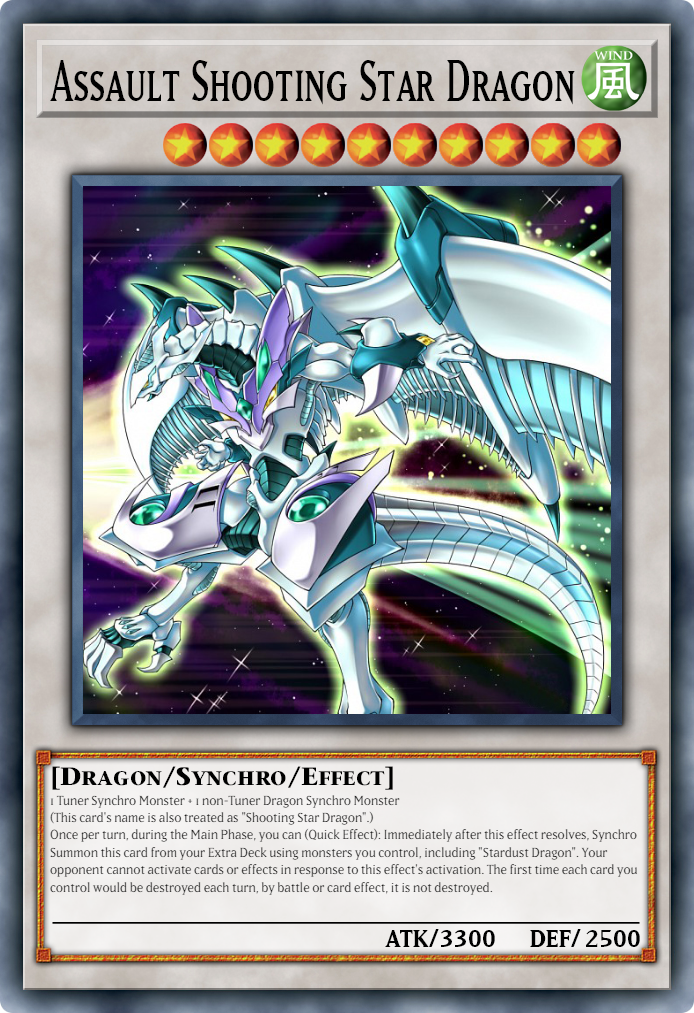 Assault Shooting Star Dragon
WIND
風
[Dragon/Synchro/Effect]
1 Tuner Synchro Monster + 1 non-Tuner Dragon Synchro Monster
(This card's name is also treated as "Shooting Star Dragon".)
Once per turn, during the Main Phase, you can (Quick Effect): Immediately after this effect resolves, Synchro
Summon this card from your Extra Deck using monsters you control, including "Stardust Dragon". Your
opponent cannot activate cards or effects in response to this effect's activation. The first time each card you
control would be destroyed each turn, by battle or card effect, it is not destroyed.
ATK/3300 DEF/ 2500